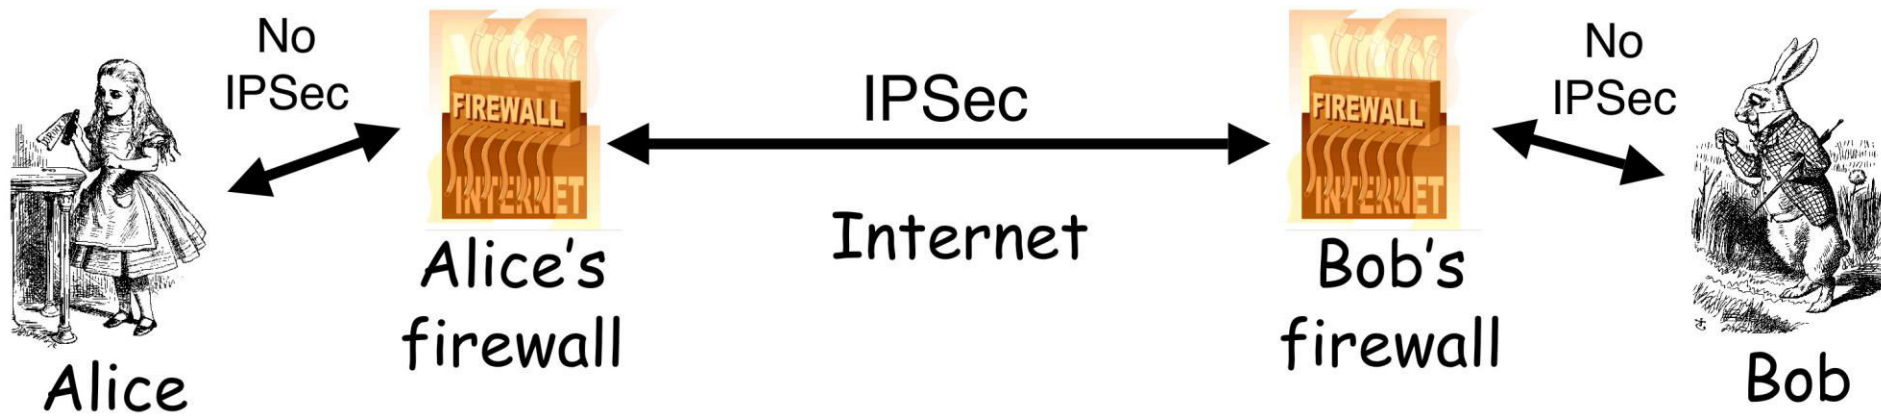 No
IPSec
FIREWALL
INTERNET
Alice's
firewall
Alice
IPSec
Internet
FIREWALL
INTERNET
Bob's
firewall
No
IPSec
Bob